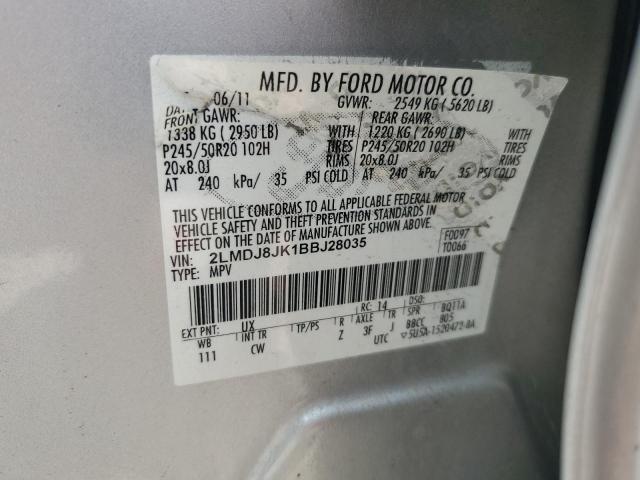 MFD. BY FORD MOTOR CO.
06/11 GVWR: 2549 KG ( 5620 LB)
FRONT GAWR: REAR GAWR:
1338 KG ( 2950 LB) WITH 1220 KG ( 2690 LB) WITH
P245/50R20 102H TIRES P245/50R20 102H TIRES
20x8.0J RIMS 20x8.0J RIMS
AT 240 kPa/ 35 PSI COLD AT 240 kPa/ 35 PSI COLD
THIS VEHICLE CONFORMS TO ALL APPLICABLE FEDERAL MOTOR
VEHICLE SAFETY AND THEFT PREVENTION STANDARDS IN
EFFECT ON THE DATE OF MANUFACTURE SHOWN ABOVE.
VIN: 2LMDJ8JK1BBJ28035 F0097
TYPE: MPV T0066
RC: 14 DSO:
EXT PNT: UX
WB INT TR TP/PS R AXLE TR SPR BQ11A
111 CW Z 3F J BBCC 805
UTC